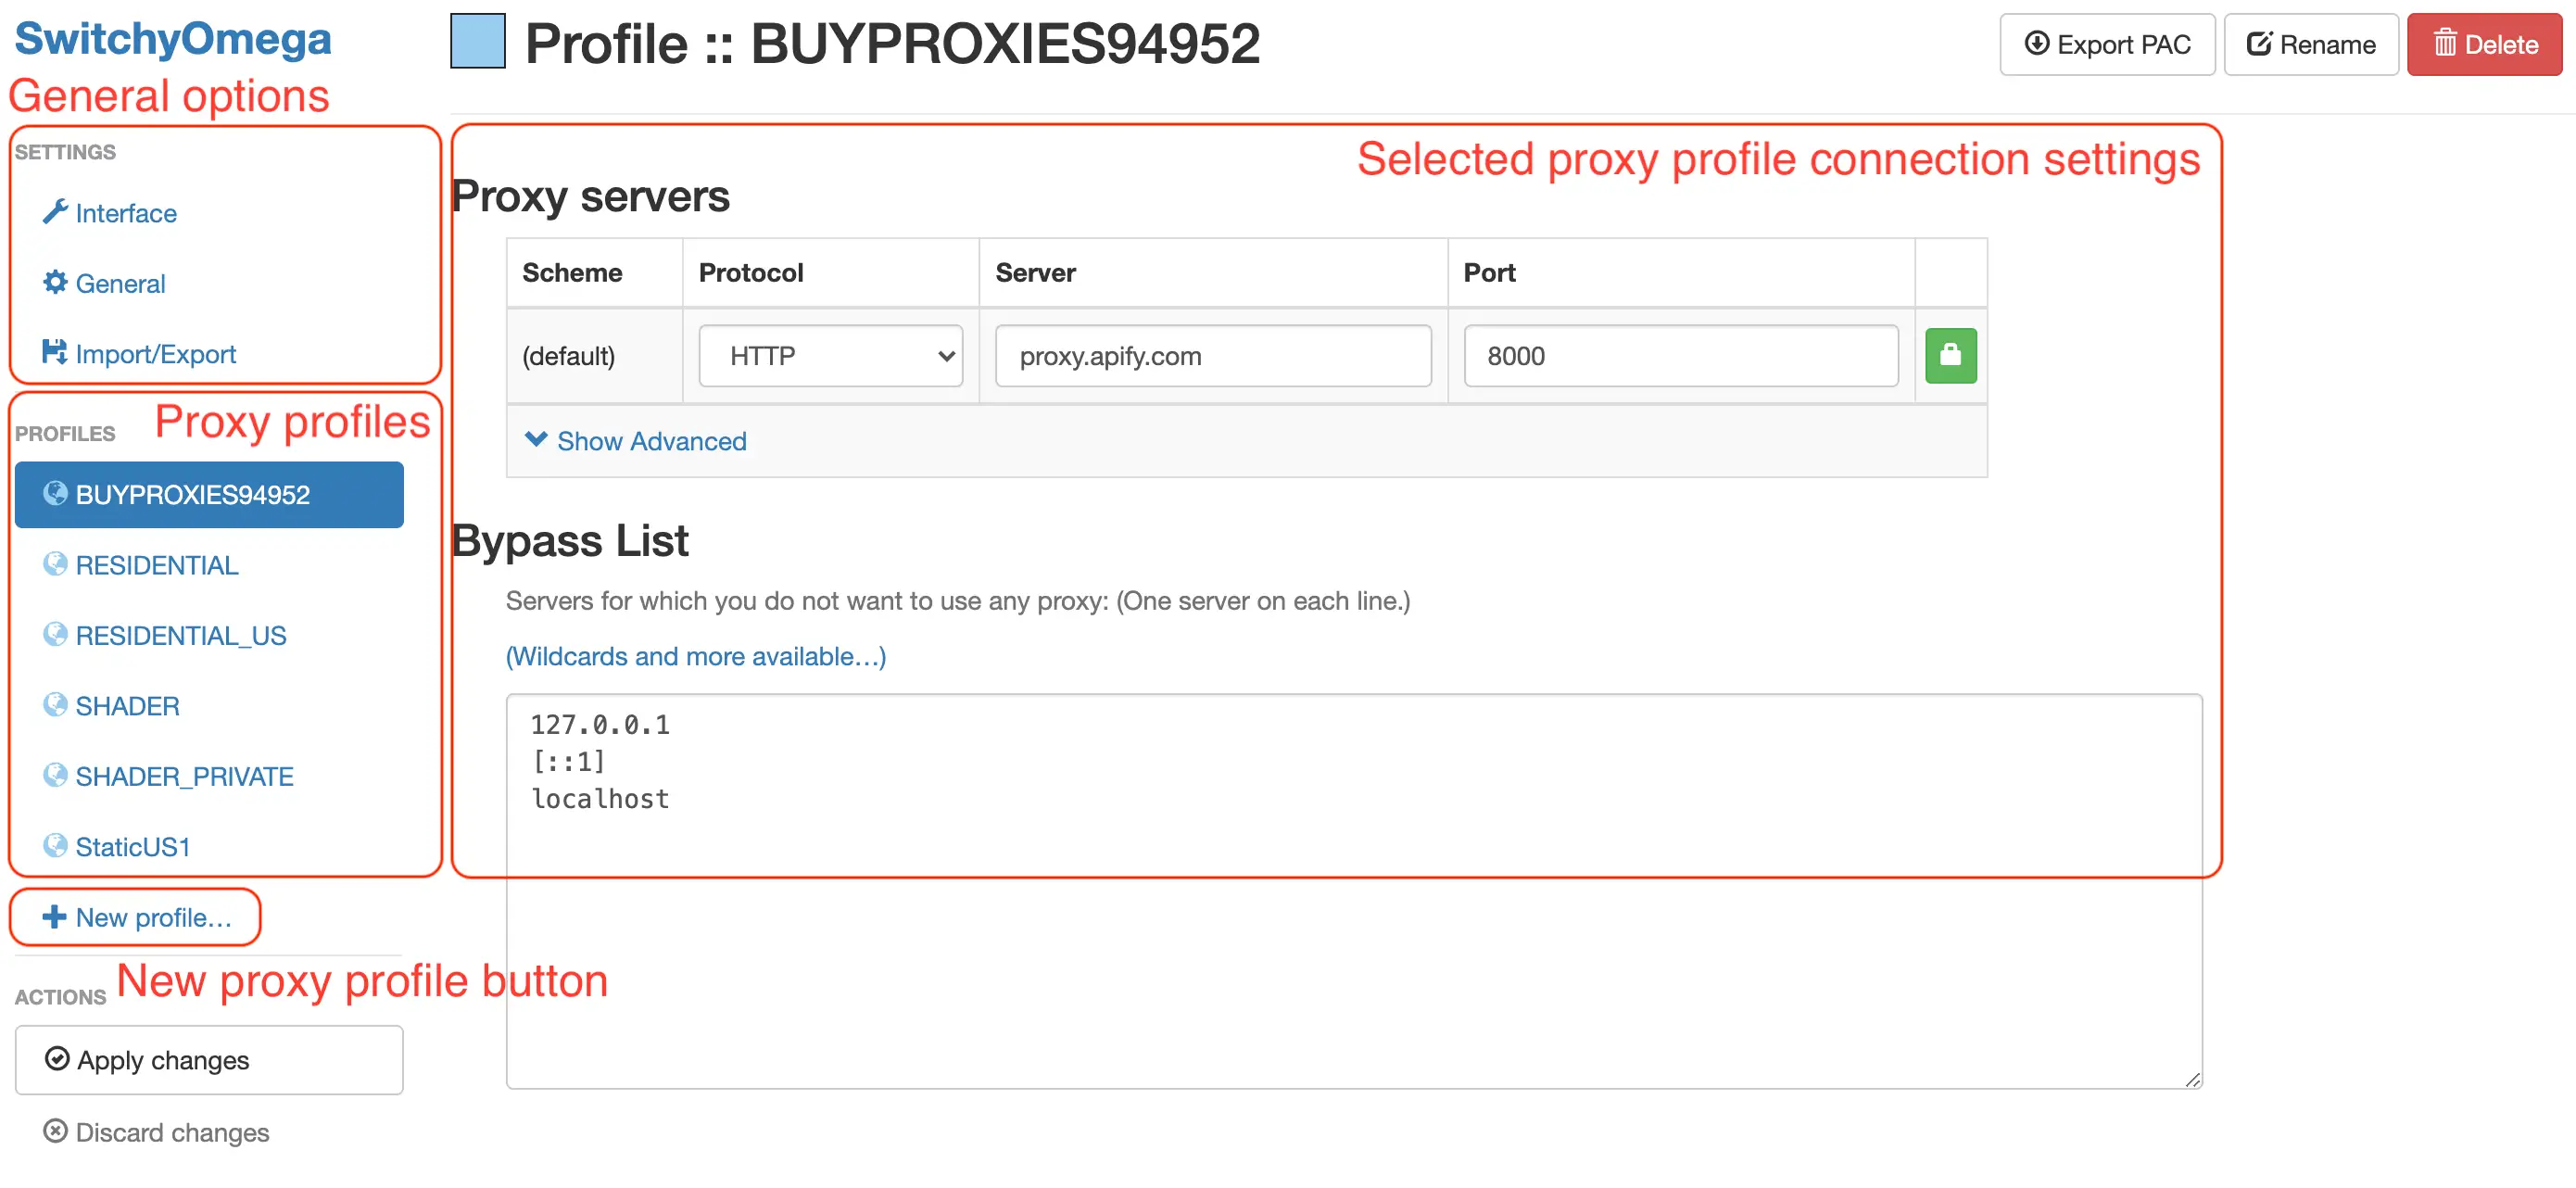 SwitchyOmega
General options
SETTINGS
Interface
General
Import/Export
PROFILES
Proxy profiles
BUYPROXIES94952
RESIDENTIAL
RESIDENTIAL_US
SHADER
SHADER_PRIVATE
StaticUS1
New profile...
New proxy profile button
ACTIONS
Apply changes
Discard changes
Profile :: BUYPROXIES94952
Export PAC
Rename
Delete
Selected proxy profile connection settings
Proxy servers
Scheme Protocol Server Port
(default) HTTP proxy.apify.com 8000
Show Advanced
Bypass List
Servers for which you do not want to use any proxy: (One server on each line.)
(Wildcards and more available...)
127.0.0.1
[::1]
localhost